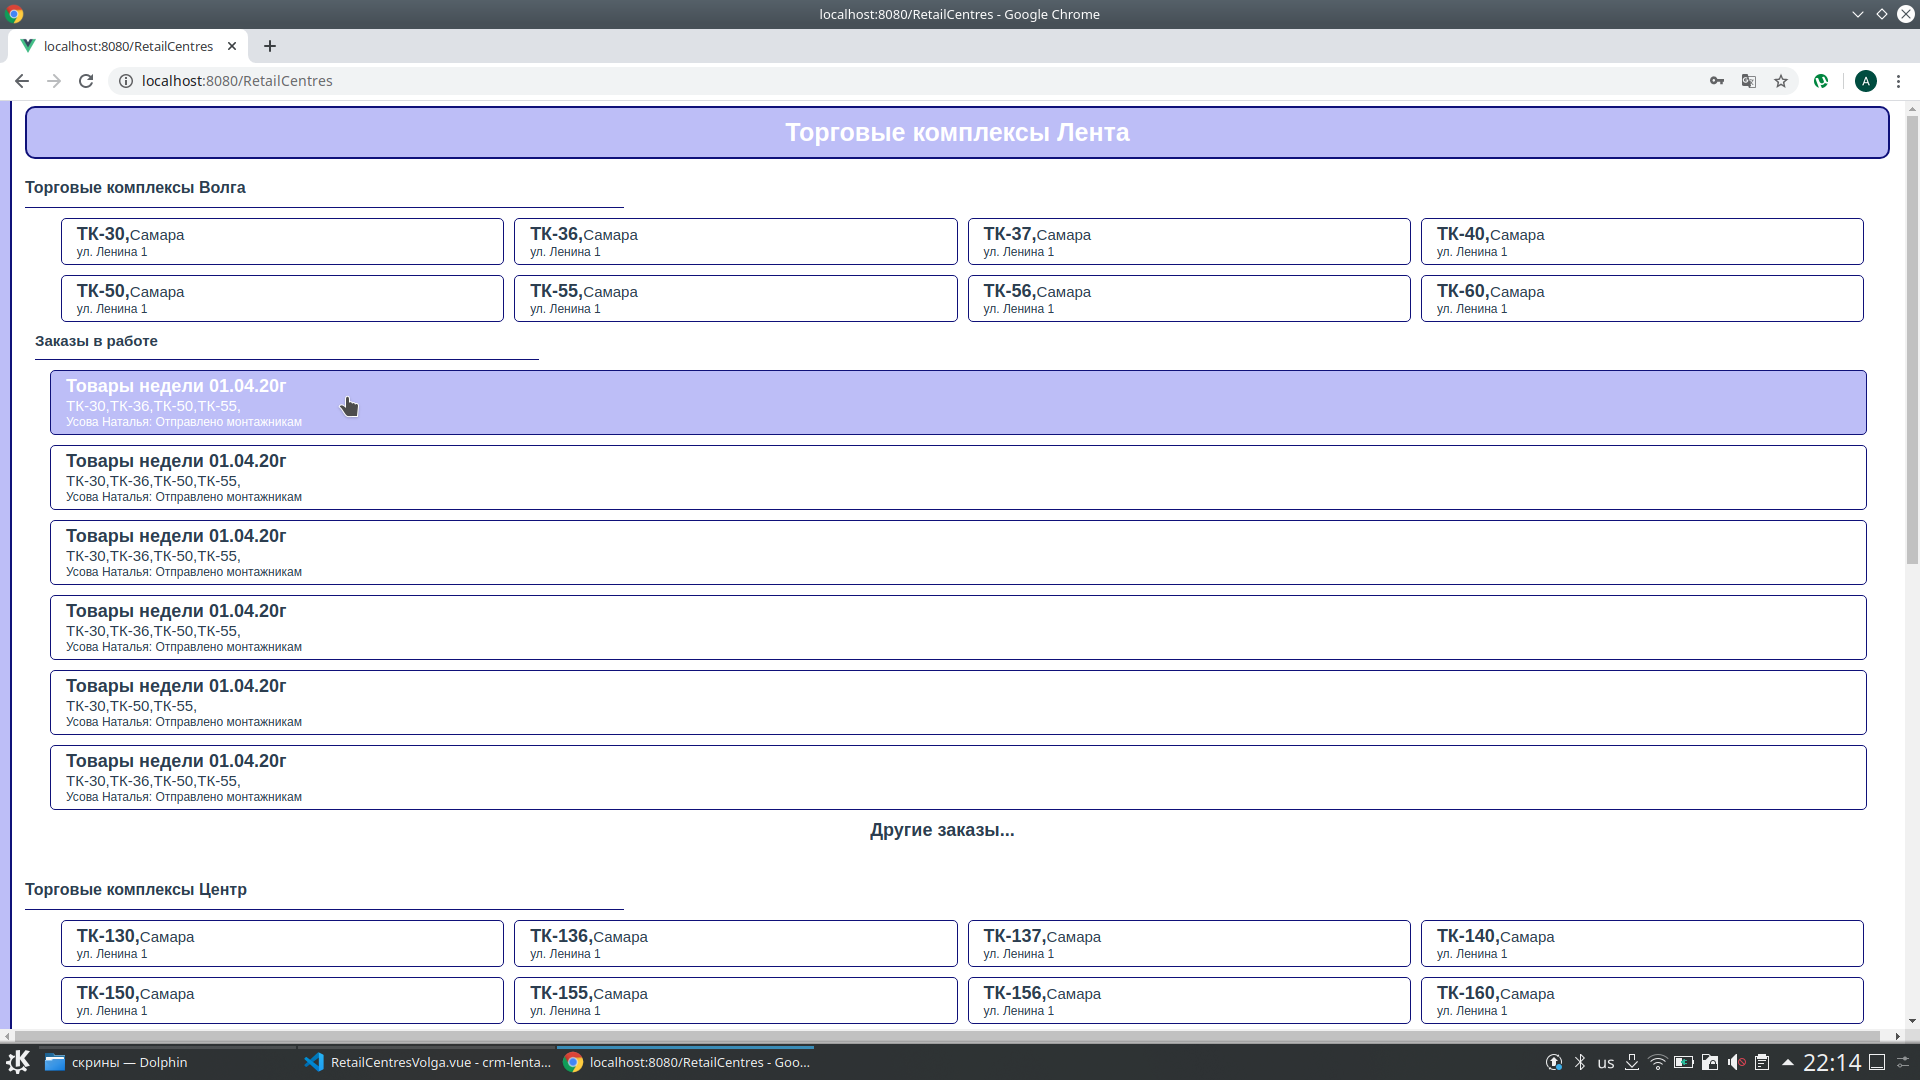 localhost:8080/RetailCentres - Google Chrome
localhost:8080/RetailCentres
localhost:8080/RetailCentres
A
Торговые комплексы Лента
Торговые комплексы Волга
ТК-30,Самара
ул. Ленина 1
ТК-36,Самара
ул. Ленина 1
ТК-37,Самара
ул. Ленина 1
ТК-40,Самара
ул. Ленина 1
ТК-50,Самара
ул. Ленина 1
ТК-55,Самара
ул. Ленина 1
ТК-56,Самара
ул. Ленина 1
ТК-60,Самара
ул. Ленина 1
Заказы в работе
Товары недели 01.04.20г
ТК-30,ТК-36,ТК-50,ТК-55,
Усова Наталья: Отправлено монтажникам
Товары недели 01.04.20г
ТК-30,ТК-36,ТК-50,ТК-55,
Усова Наталья: Отправлено монтажникам
Товары недели 01.04.20г
ТК-30,ТК-36,ТК-50,ТК-55,
Усова Наталья: Отправлено монтажникам
Товары недели 01.04.20г
ТК-30,ТК-36,ТК-50,ТК-55,
Усова Наталья: Отправлено монтажникам
Товары недели 01.04.20г
ТК-30,ТК-50,ТК-55,
Усова Наталья: Отправлено монтажникам
Товары недели 01.04.20г
ТК-30,ТК-36,ТК-50,ТК-55,
Усова Наталья: Отправлено монтажникам
Другие заказы...
Торговые комплексы Центр
ТК-130,Самара
ул. Ленина 1
ТК-136,Самара
ул. Ленина 1
ТК-137,Самара
ул. Ленина 1
ТК-140,Самара
ул. Ленина 1
ТК-150,Самара
ул. Ленина 1
ТК-155,Самара
ул. Ленина 1
ТК-156,Самара
ул. Ленина 1
ТК-160,Самара
ул. Ленина 1
скрины — Dolphin
RetailCentresVolga.vue - crm-lenta...
localhost:8080/RetailCentres - Goo...
us
22:14